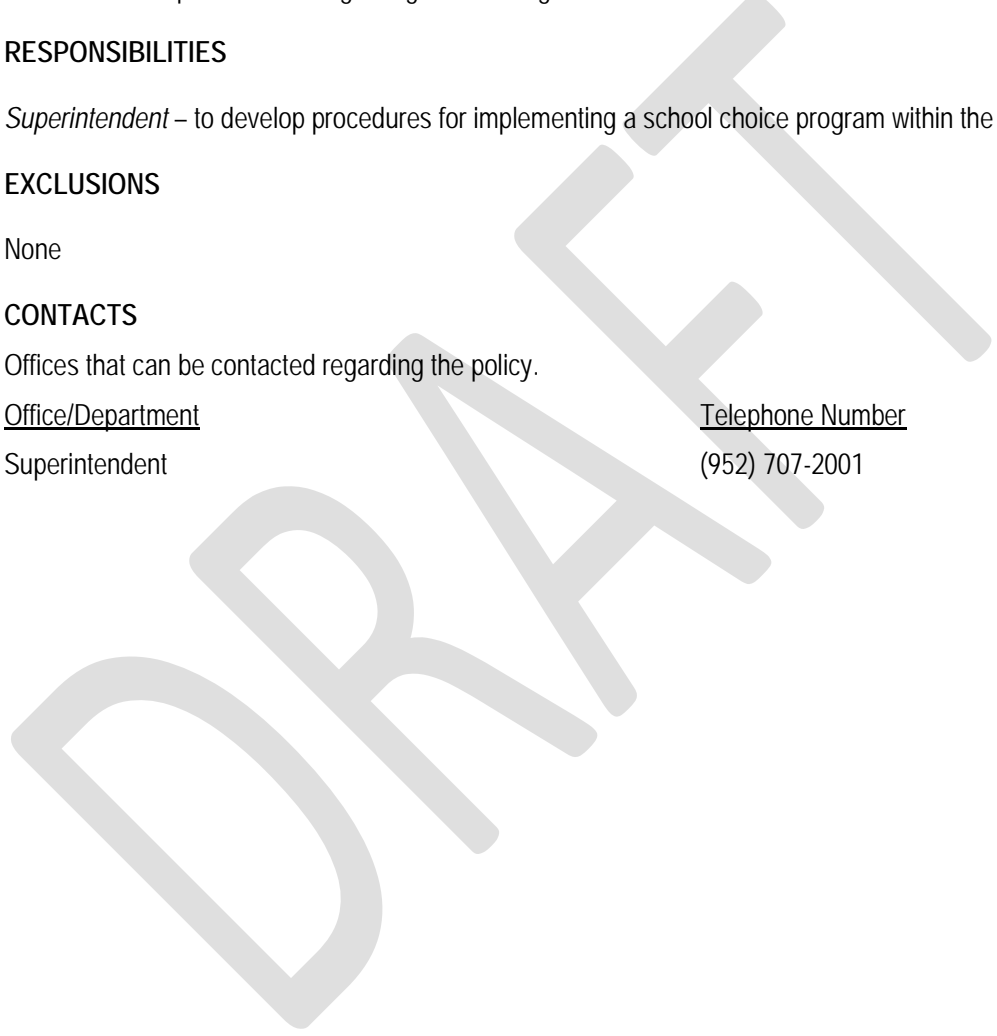 RESPONSIBILITIES
Superintendent – to develop procedures for implementing a school choice program within the
EXCLUSIONS
None
CONTACTS
Offices that can be contacted regarding the policy.
Office/Department Telephone Number
Superintendent (952) 707-2001
DRAFT